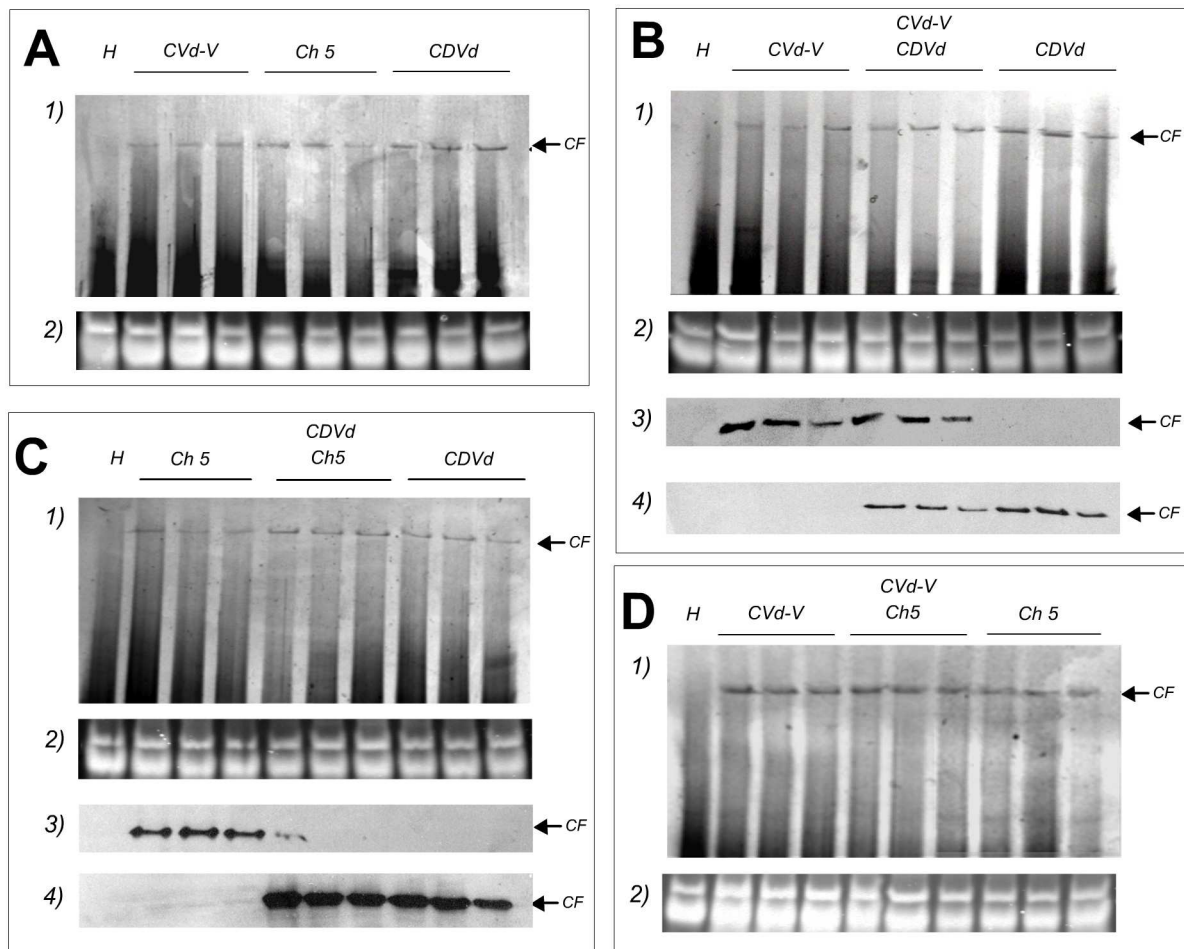 A
H CVd-V Ch 5 CDVd
1)
CF
2)
B
CVd-V
H CVd-V CDVd CDVd
1)
CF
2)
3)
CF
4)
CF
C
CDVd
H Ch 5 Ch5 CDVd
1)
CF
2)
3)
CF
4)
CF
D
CVd-V
H CVd-V Ch5 Ch 5
1)
CF
2)